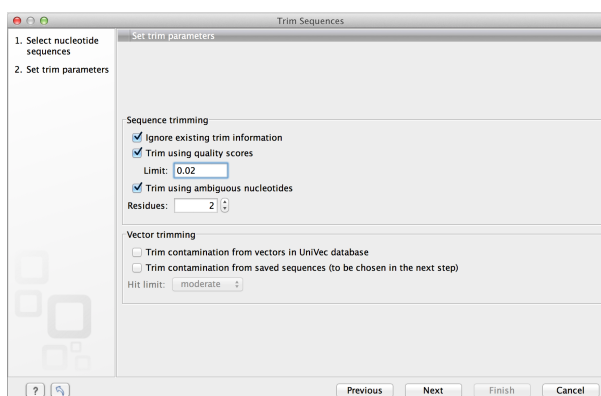 Trim Sequences
1. Select nucleotide
sequences
2. Set trim parameters
Set trim parameters
Sequence trimming
Ignore existing trim information
Trim using quality scores
Limit: 0.02
Trim using ambiguous nucleotides
Residues: 2
Vector trimming
Trim contamination from vectors in UniVec database
Trim contamination from saved sequences (to be chosen in the next step)
Hit limit: moderate
? Previous Next Finish Cancel